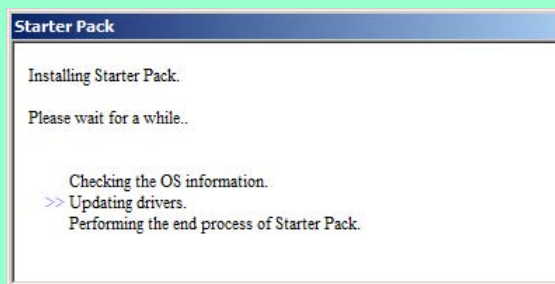 Starter Pack
Installing Starter Pack.
Please wait for a while..
Checking the OS information.
>> Updating drivers.
Performing the end process of Starter Pack.